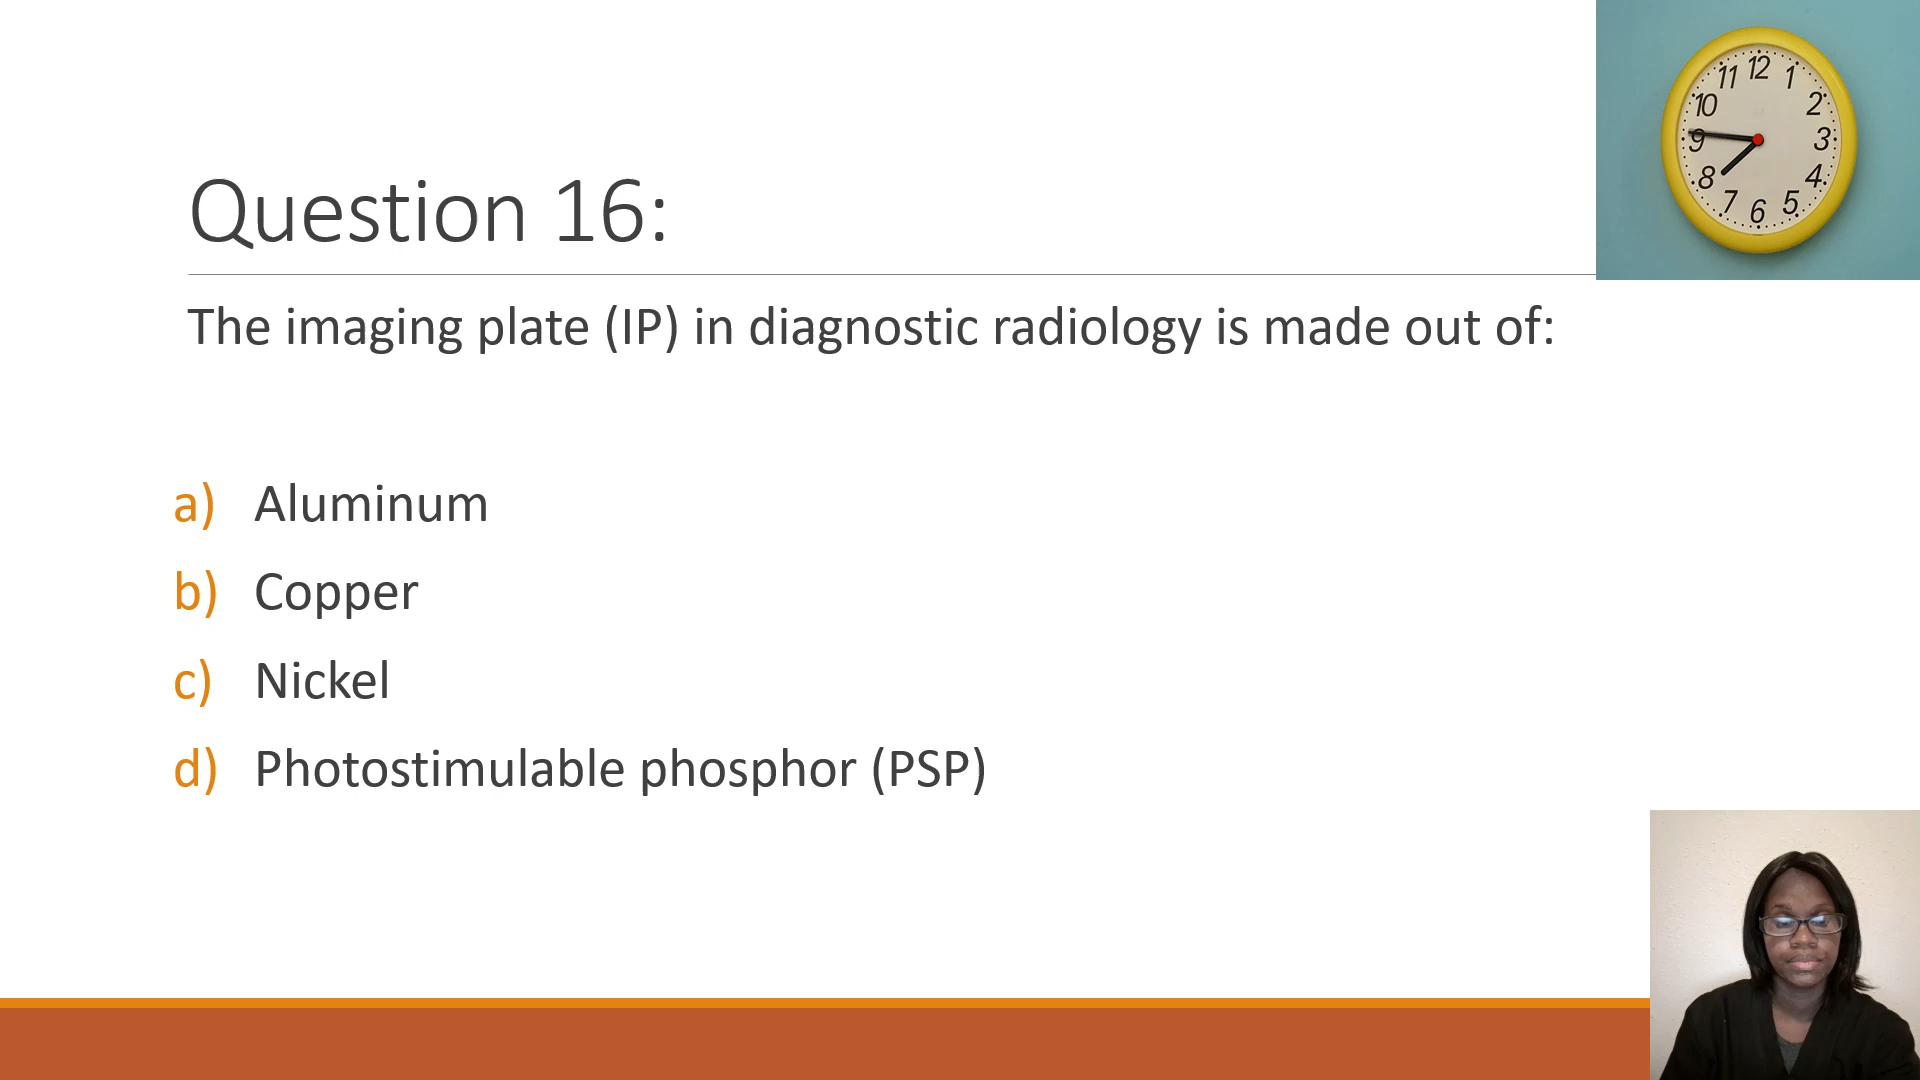 Question 16:
The imaging plate (IP) in diagnostic radiology is made out of:
a) Aluminum
b) Copper
c) Nickel
d) Photostimulable phosphor (PSP)
12
1
2
3
4
5
6
7
8
9
10
11